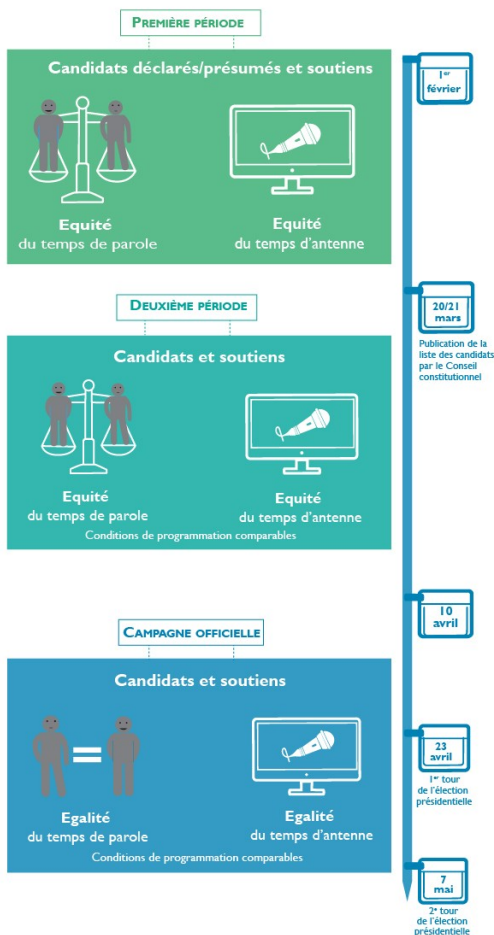 PREMIÈRE PÉRIODE
Candidats déclarés/présumés et soutiens
Equité
du temps de parole
Equité
du temps d'antenne
1er
février
DEUXIÈME PÉRIODE
Candidats et soutiens
Equité
du temps de parole
Equité
du temps d'antenne
Conditions de programmation comparables
20/21
mars
Publication de la
liste des candidats
par le Conseil
constitutionnel
10
avril
CAMPAGNE OFFICIELLE
Candidats et soutiens
Egalité
du temps de parole
Egalité
du temps d'antenne
Conditions de programmation comparables
23
avril
1er tour
de l'élection
présidentielle
7
mai
2e tour
de l'élection
présidentielle